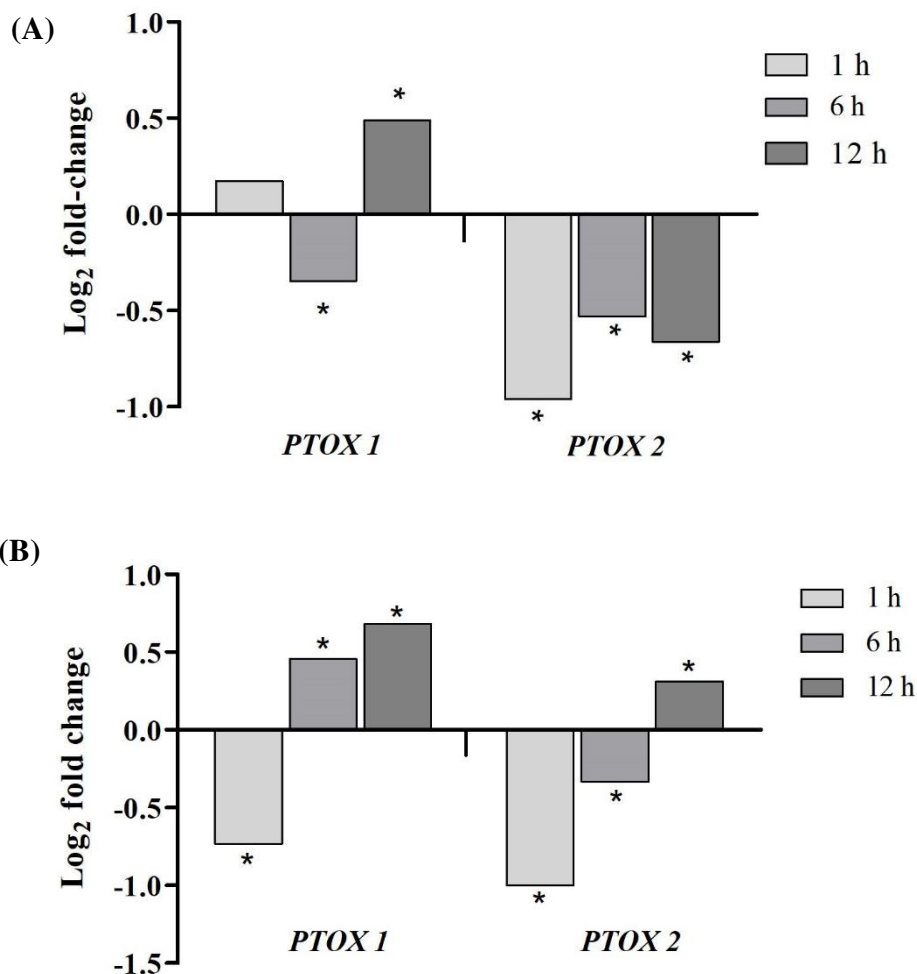 (A)
Log2 fold-change
1.0
0.5
0.0
-0.5
-1.0
*
*
*
*
*
PTOX 1
PTOX 2
1 h
6 h
12 h
(B)
Log2 fold change
1.0
0.5
0.0
-0.5
-1.0
-1.5
*
*
*
*
*
*
PTOX 1
PTOX 2
1 h
6 h
12 h